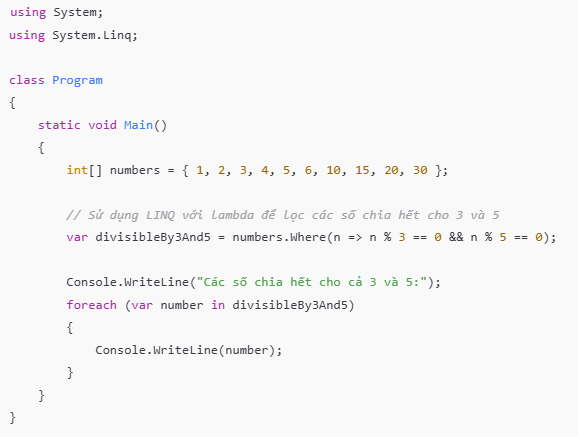 using System;
using System.Linq;
class Program
{
static void Main()
{
int[] numbers = { 1, 2, 3, 4, 5, 6, 10, 15, 20, 30 };
// Sử dụng LINQ với lambda để lọc các số chia hết cho 3 và 5
var divisibleBy3And5 = numbers.Where(n => n % 3 == 0 && n % 5 == 0);
Console.WriteLine("Các số chia hết cho cả 3 và 5:");
foreach (var number in divisibleBy3And5)
{
Console.WriteLine(number);
}
}
}